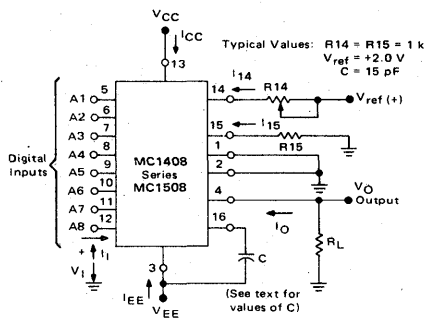 VCC
ICC
13
Typical Values: R14 = R15 = 1 k
Vref = +2.0 V
C = 15 pF
Digital Inputs
A1 5
A2 6
A3 7
A4 8
A5 9
A6 10
A7 11
A8 12
MC1408
Series
MC1508
14
I14
R14
Vref (+)
15
I15
R15
1
2
4
VO
Output
IO
16
RL
C
(See text for
values of C)
+
II
VI
3
IEE
VEE